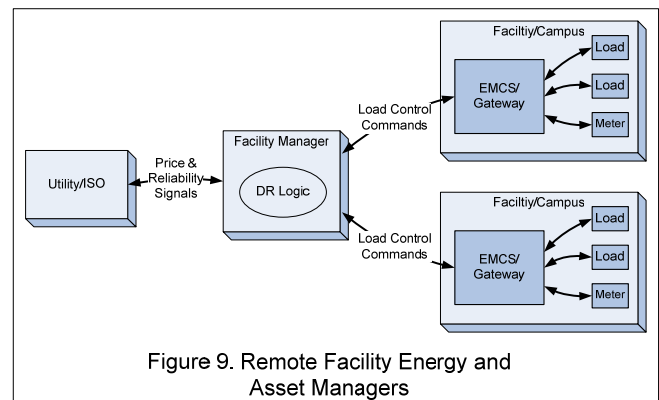 Utility/ISO
Price &
Reliability
Signals
Facility Manager
DR Logic
Load Control
Commands
Faciltiy/Campus
EMCS/
Gateway
Load
Load
Meter
Load Control
Commands
Faciltiy/Campus
EMCS/
Gateway
Load
Load
Meter
Figure 9. Remote Facility Energy and
Asset Managers